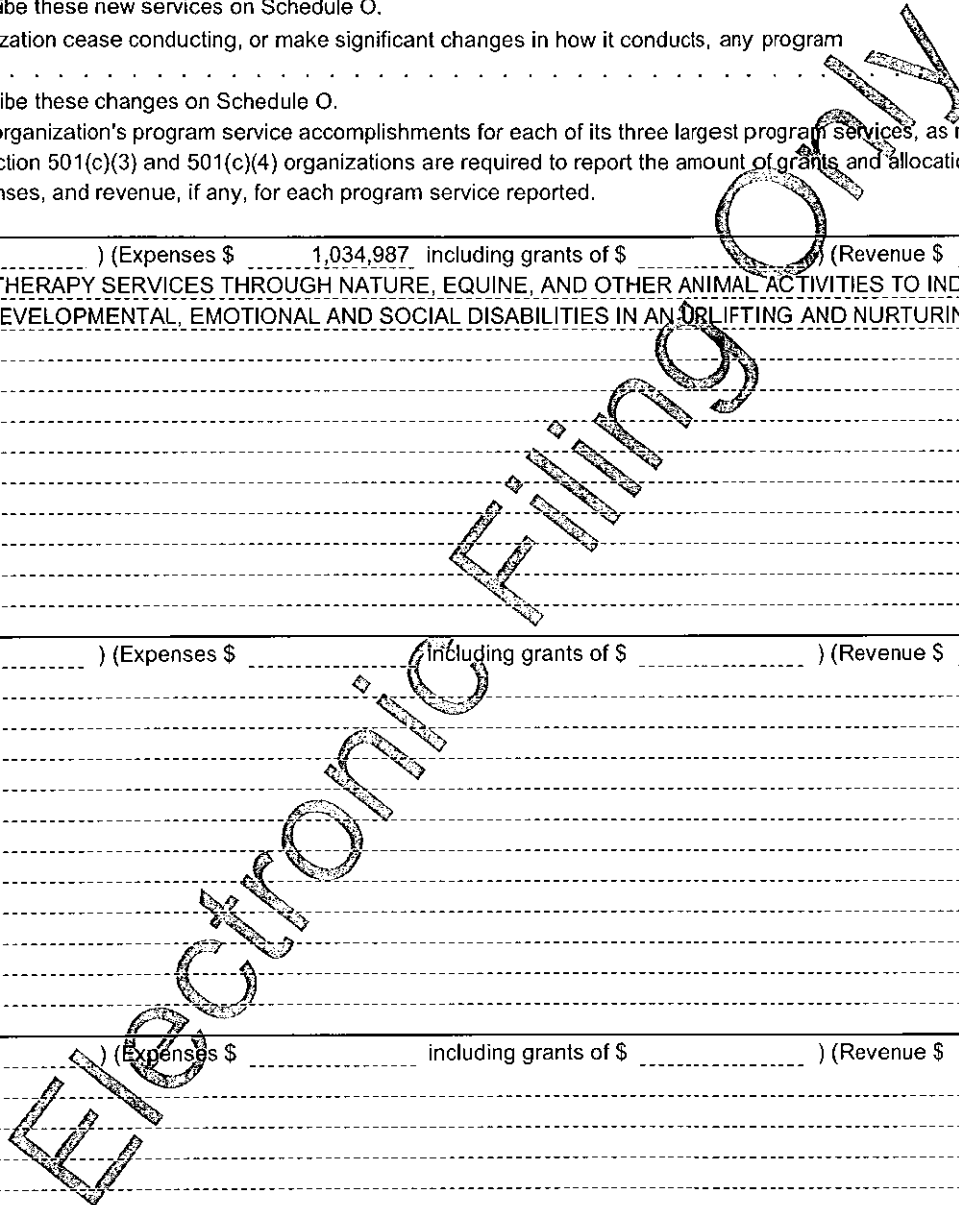 ibe these new services on Schedule O.
zation cease conducting, or make significant changes in how it conducts, any program
ibe these changes on Schedule O.
organization's program service accomplishments for each of its three largest program services, as
ction 501(c)(3) and 501(c)(4) organizations are required to report the amount of grants and allocatio
nses, and revenue, if any, for each program service reported.
) (Expenses $ 1,034,987 including grants of $ ) (Revenue $
THERAPY SERVICES THROUGH NATURE, EQUINE, AND OTHER ANIMAL ACTIVITIES TO IND
EVELOPMENTAL, EMOTIONAL AND SOCIAL DISABILITIES IN AN UPLIFTING AND NURTURIN
) (Expenses $ including grants of $ ) (Revenue $
) (Expenses $ including grants of $ ) (Revenue $
Electronic Filing Only